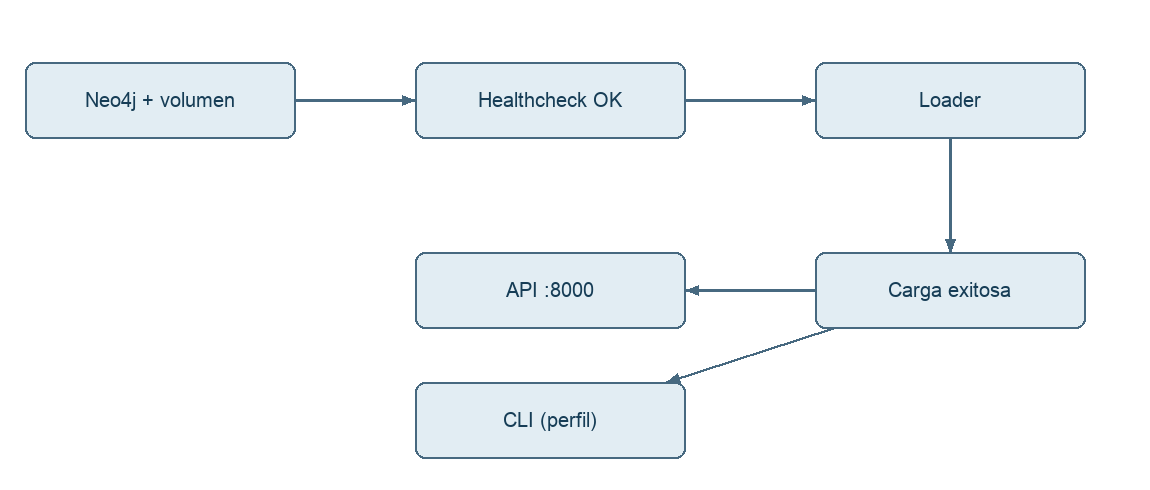 Neo4j + volumen
Healthcheck OK
Loader
API :8000
Carga exitosa
CLI (perfil)